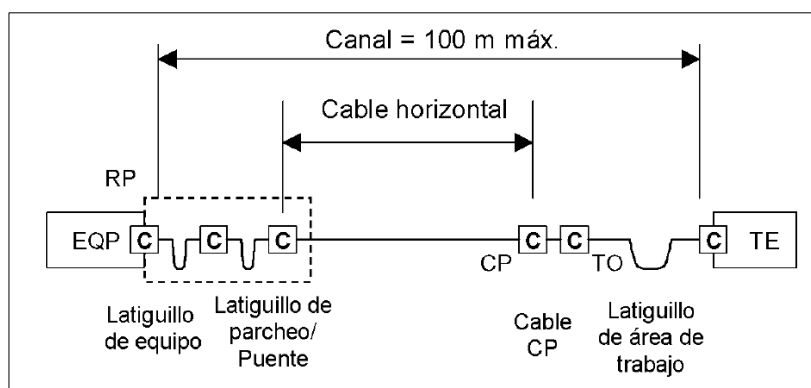 Canal = 100 m máx.
Cable horizontal
RP
EQP C C C C C C TE
CP TO
Latiguillo
de equipo
Latiguillo de
parcheo/
Puente
Cable
CP
Latiguillo
de área de
trabajo